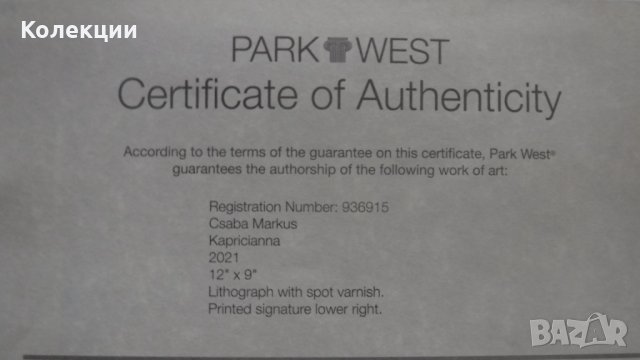 Колекции
PARK WEST
Certificate of Authenticity
According to the terms of the guarantee on this certificate, Park West®
guarantees the authorship of the following work of art:
Registration Number: 936915
Csaba Markus
Kapricianna
2021
12" x 9"
Lithograph with spot varnish.
Printed signature lower right.
BAZAR